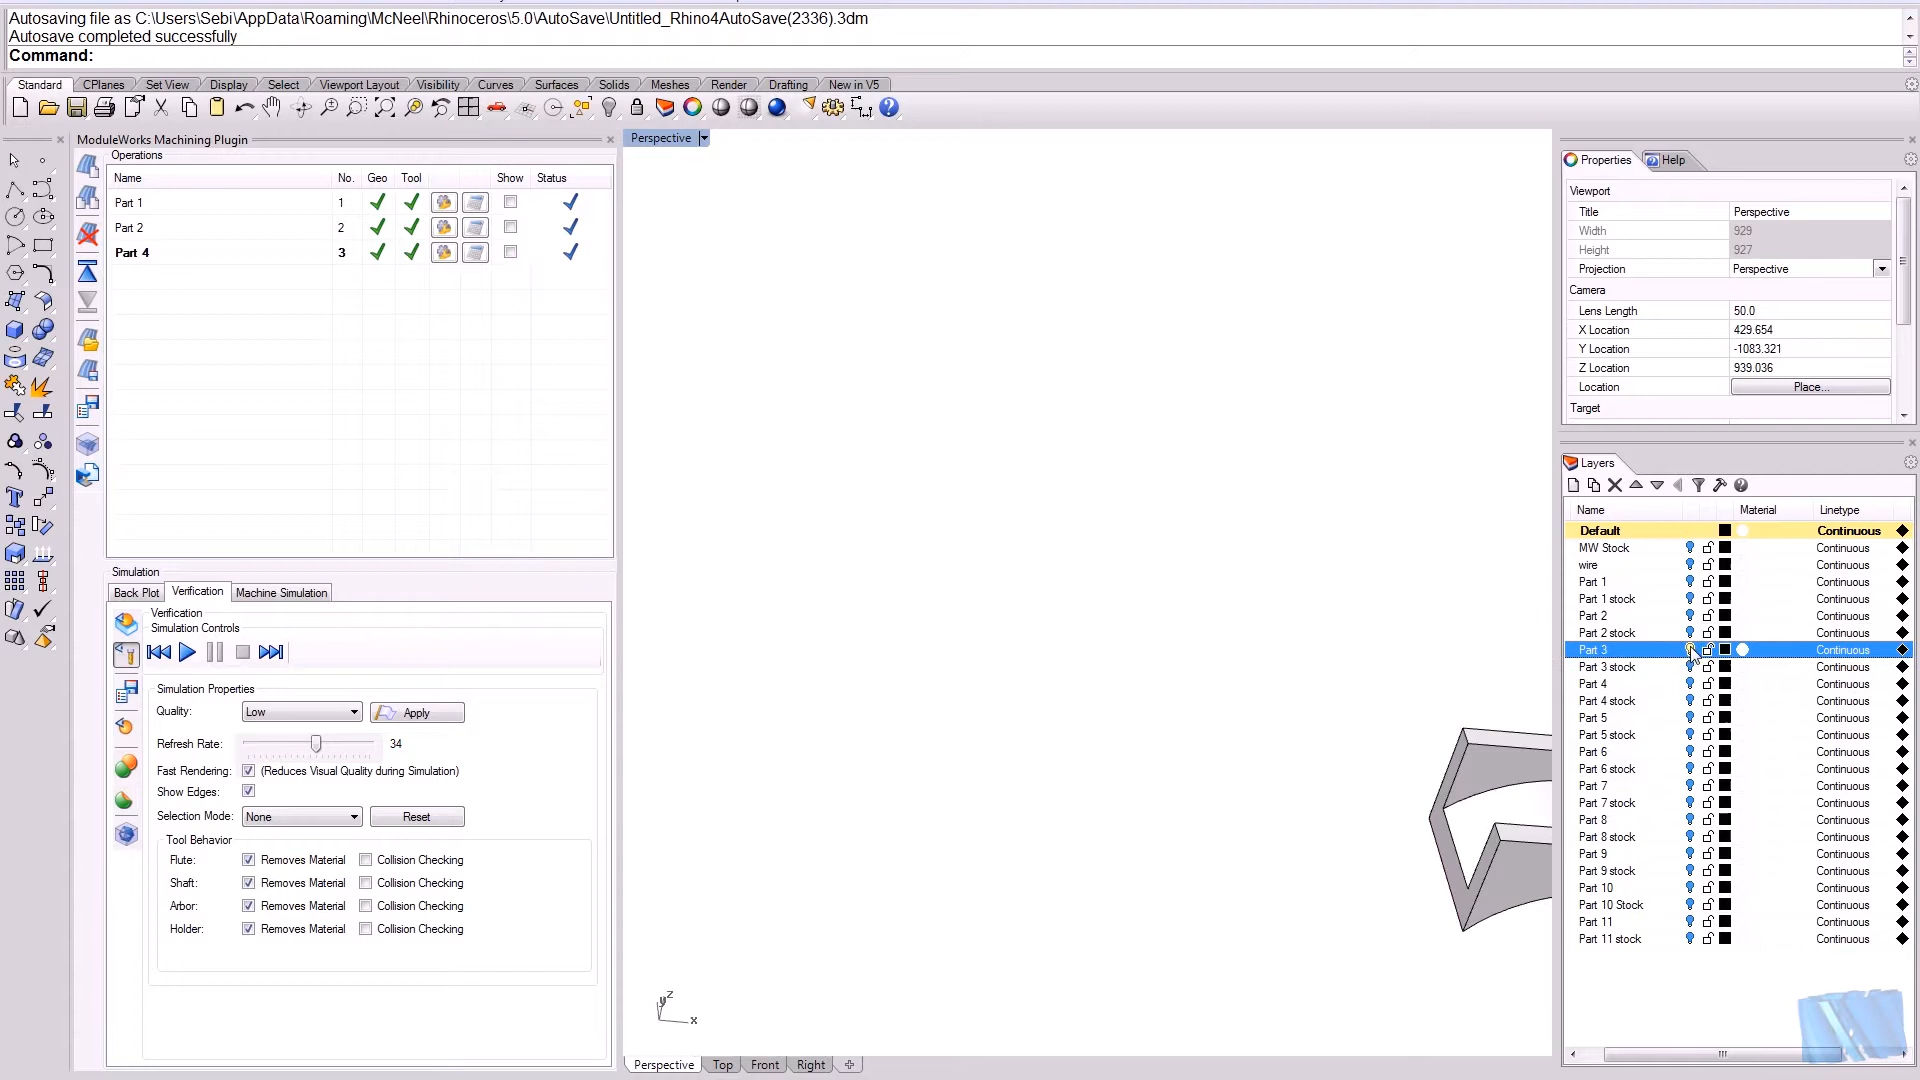 Autosaving file as C:\Users\Sebi\AppData\Roaming\McNeel\Rhinoceros\5.0\AutoSave\Untitled_Rhino4AutoSave(2336).3dm
Autosave completed successfully
Command:
Standard CPlanes Set View Display Select Viewport Layout Visibility Curves Surfaces Solids Meshes Render Drafting New in V5
ModuleWorks Machining Plugin
Operations
Name No. Geo Tool Show Status
Part 1 1
Part 2 2
Part 4 3
Simulation
Back Plot Verification Machine Simulation
Verification
Simulation Controls
Simulation Properties
Quality: Low Apply
Refresh Rate: 34
Fast Rendering: (Reduces Visual Quality during Simulation)
Show Edges:
Selection Mode: None Reset
Tool Behavior
Flute: Removes Material Collision Checking
Shaft: Removes Material Collision Checking
Arbor: Removes Material Collision Checking
Holder: Removes Material Collision Checking
Perspective
z
y
x
Perspective Top Front Right
Properties Help
Viewport
Title Perspective
Width 929
Height 927
Projection Perspective
Camera
Lens Length 50.0
X Location 429.654
Y Location -1083.321
Z Location 939.036
Location Place...
Target
Layers
Name Material Linetype
Default Continuous
MW Stock Continuous
wire Continuous
Part 1 Continuous
Part 1 stock Continuous
Part 2 Continuous
Part 2 stock Continuous
Part 3 Continuous
Part 3 stock Continuous
Part 4 Continuous
Part 4 stock Continuous
Part 5 Continuous
Part 5 stock Continuous
Part 6 Continuous
Part 6 stock Continuous
Part 7 Continuous
Part 7 stock Continuous
Part 8 Continuous
Part 8 stock Continuous
Part 9 Continuous
Part 9 stock Continuous
Part 10 Continuous
Part 10 Stock Continuous
Part 11 Continuous
Part 11 stock Continuous